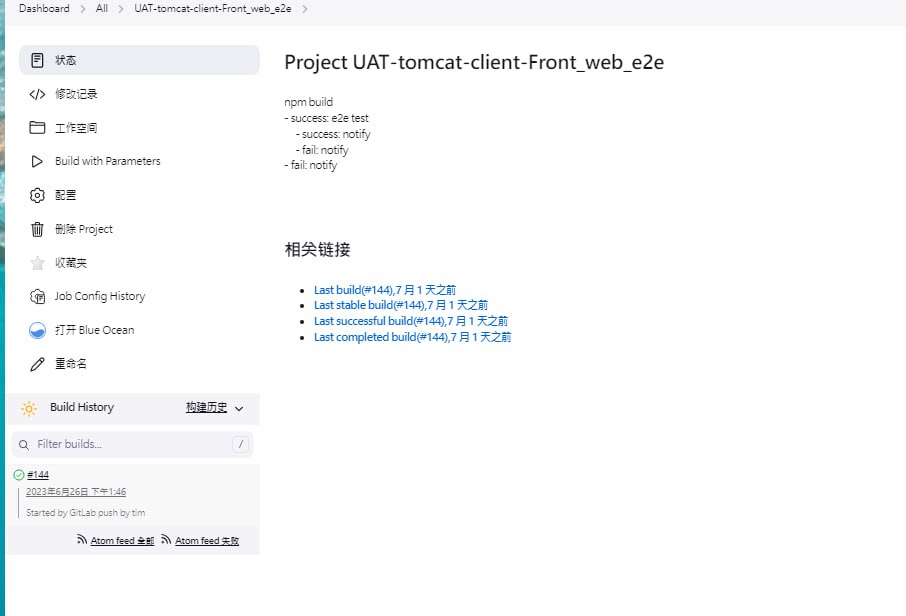 Dashboard > All > UAT-tomcat-client-Front_web_e2e >
状态
修改记录
工作空间
Build with Parameters
配置
删除 Project
收藏夹
Job Config History
打开 Blue Ocean
重命名
Build History 构建历史
Filter builds... /
#144
2023年6月26日 下午1:46
Started by GitLab push by tim
Atom feed 全部 Atom feed 失败
Project UAT-tomcat-client-Front_web_e2e
npm build
- success: e2e test
- success: notify
- fail: notify
- fail: notify
相关链接
Last build(#144),7 月 1 天之前
Last stable build(#144),7 月 1 天之前
Last successful build(#144),7 月 1 天之前
Last completed build(#144),7 月 1 天之前